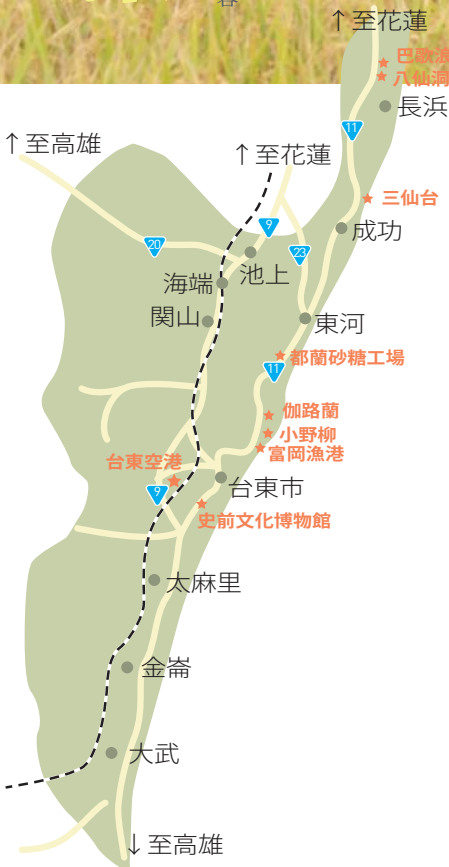 ↑至花蓮
巴歌浪
八仙洞
長浜
11
↑至高雄
↑至花蓮
三仙台
9
成功
20
23
池上
海端
関山
東河
都蘭砂糖工場
11
伽路蘭
小野柳
富岡漁港
台東空港
台東市
9
史前文化博物館
太麻里
金崙
大武
↓至高雄